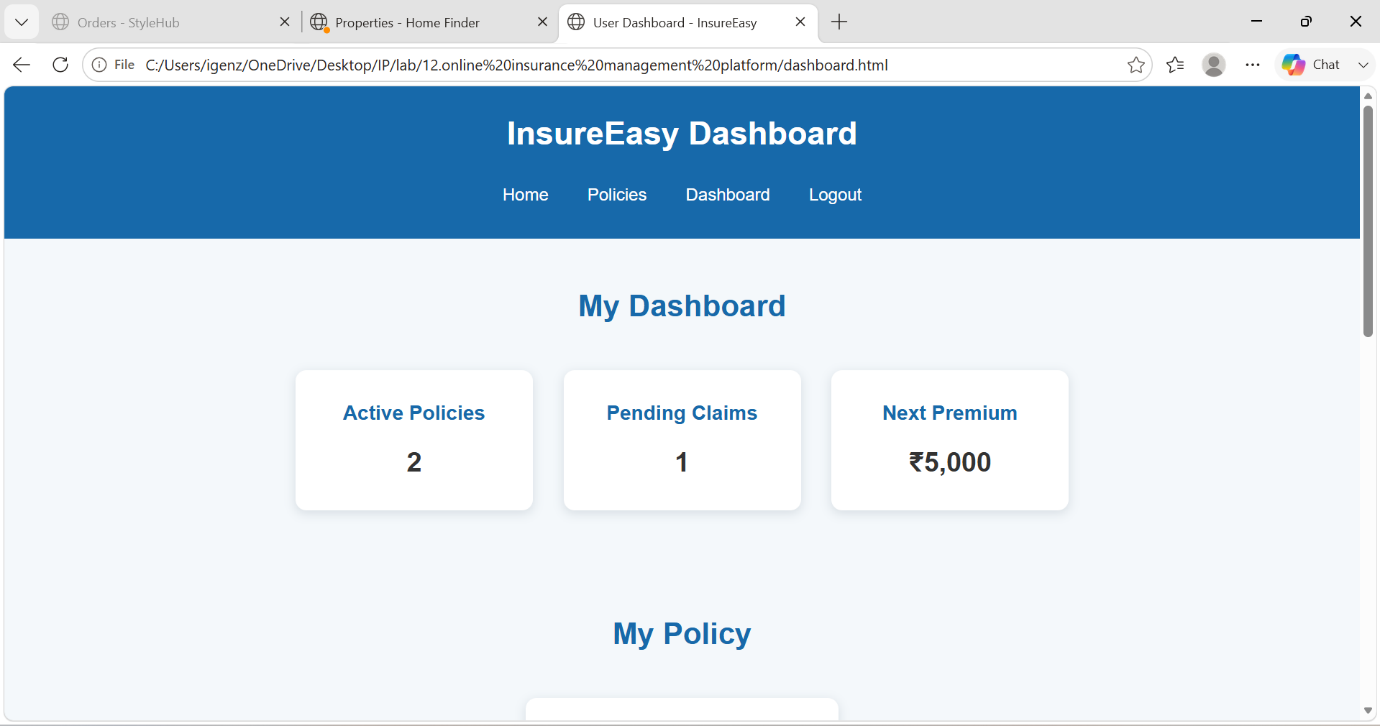 Orders - StyleHub
Properties - Home Finder
User Dashboard - InsureEasy
File C:/Users/igenz/OneDrive/Desktop/IP/lab/12.online%20insurance%20management%20platform/dashboard.html
Chat
InsureEasy Dashboard
Home Policies Dashboard Logout
My Dashboard
Active Policies Pending Claims Next Premium
2 1 ₹5,000
My Policy